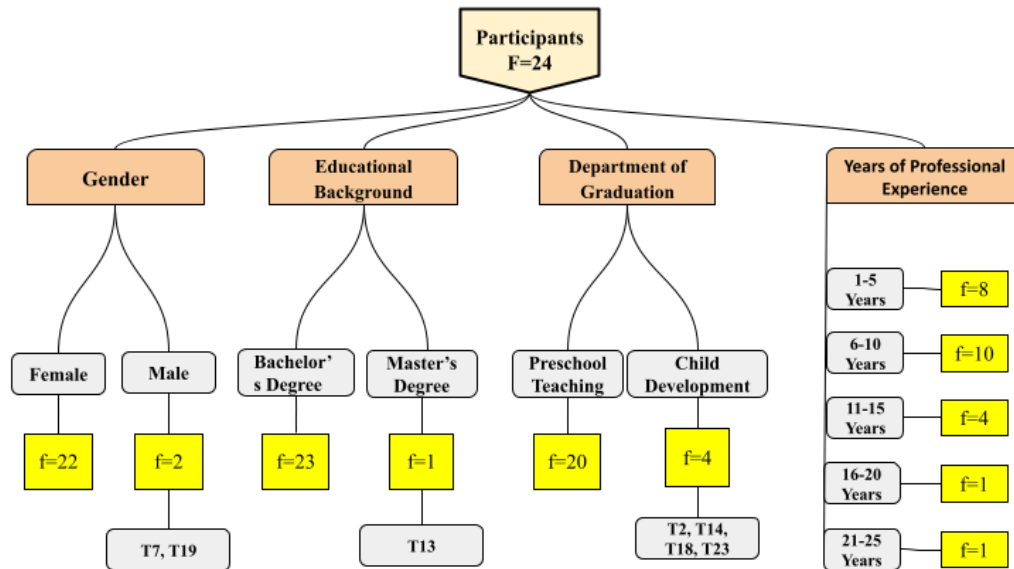 Participants
F=24
Gender
Educational
Background
Department of
Graduation
Years of Professional
Experience
Female
Male
Bachelor’
s Degree
Master’s
Degree
Preschool
Teaching
Child
Development
f=22
f=2
f=23
f=1
f=20
f=4
T7, T19
T13
T2, T14,
T18, T23
1-5
Years
f=8
6-10
Years
f=10
11-15
Years
f=4
16-20
Years
f=1
21-25
Years
f=1